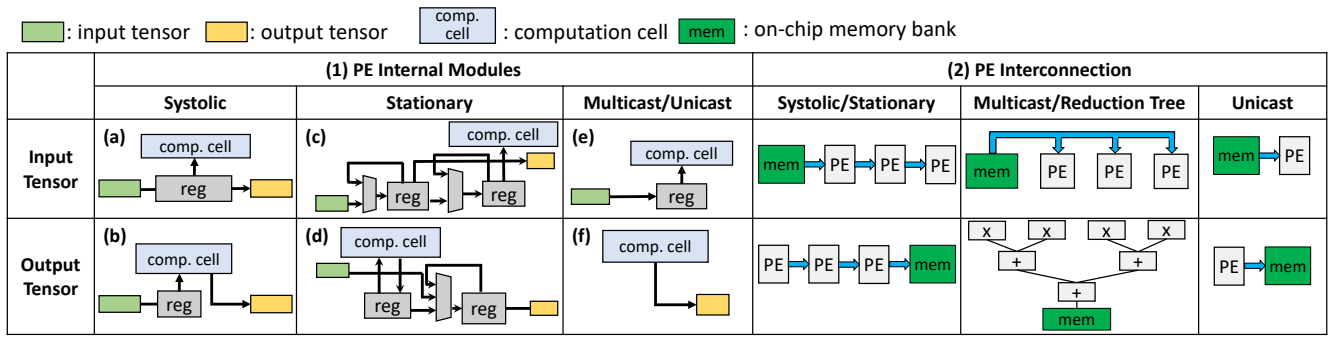 : input tensor : output tensor comp. cell : computation cell mem : on-chip memory bank
(1) PE Internal Modules (2) PE Interconnection
Systolic Stationary Multicast/Unicast Systolic/Stationary Multicast/Reduction Tree Unicast
Input Tensor
(a) comp. cell reg
(c) comp. cell reg reg
(e) comp. cell reg
mem PE PE PE
mem PE PE PE
mem PE
Output Tensor
(b) comp. cell reg
(d) comp. cell reg reg
(f) comp. cell
PE PE PE mem
x x x x
+ +
+
mem
PE mem